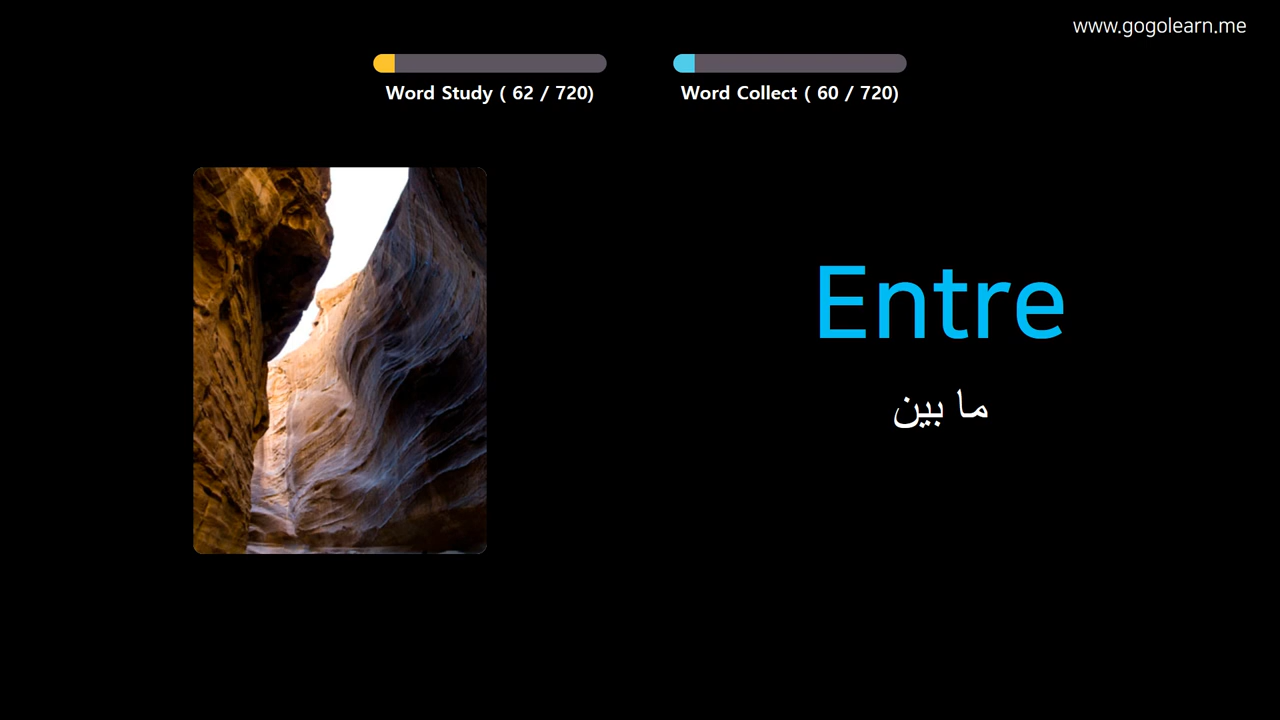 www.gogolearn.me
Word Study ( 62 / 720)
Word Collect ( 60 / 720)
Entre
ما بين